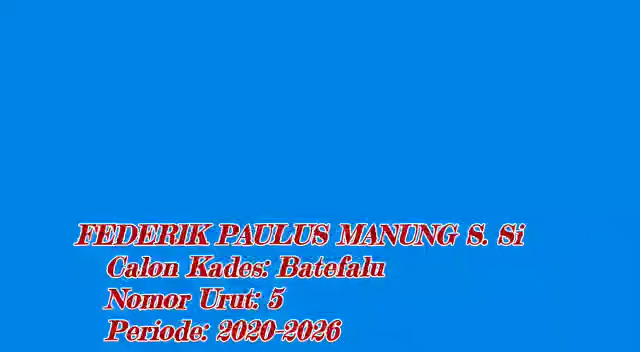 FEDERIK PAULUS MANUNG S. Si
Calon Kades: Batefalu
Nomor Urut: 5
Periode: 2020-2026